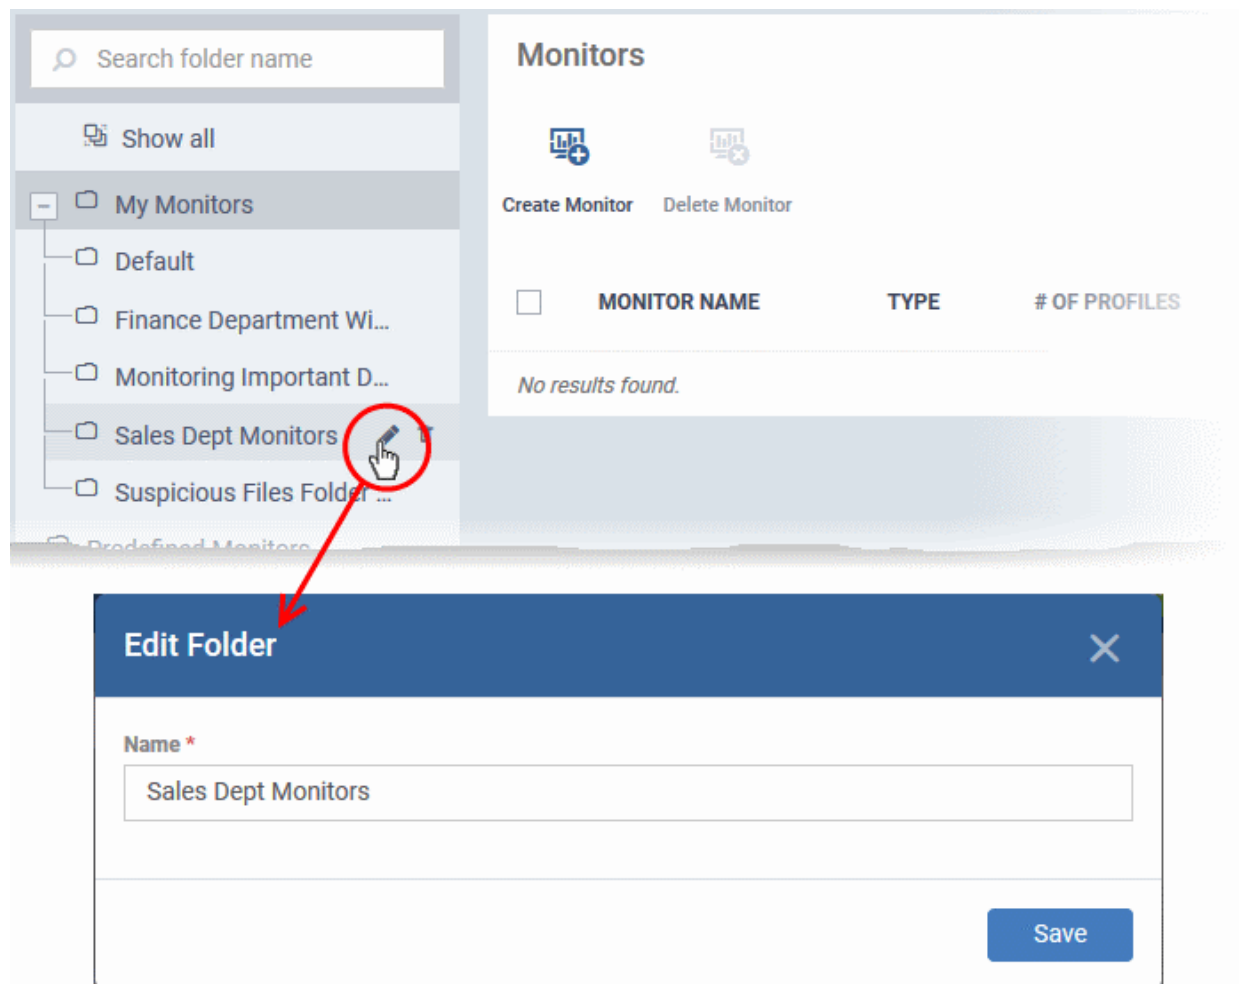 Search folder name
Show all
My Monitors
Default
Finance Department Wi...
Monitoring Important D...
Sales Dept Monitors
Suspicious Files Folder ...
Predefined Monitors
Monitors
Create Monitor
Delete Monitor
MONITOR NAME TYPE # OF PROFILES
No results found.
Edit Folder
Name *
Sales Dept Monitors
Save